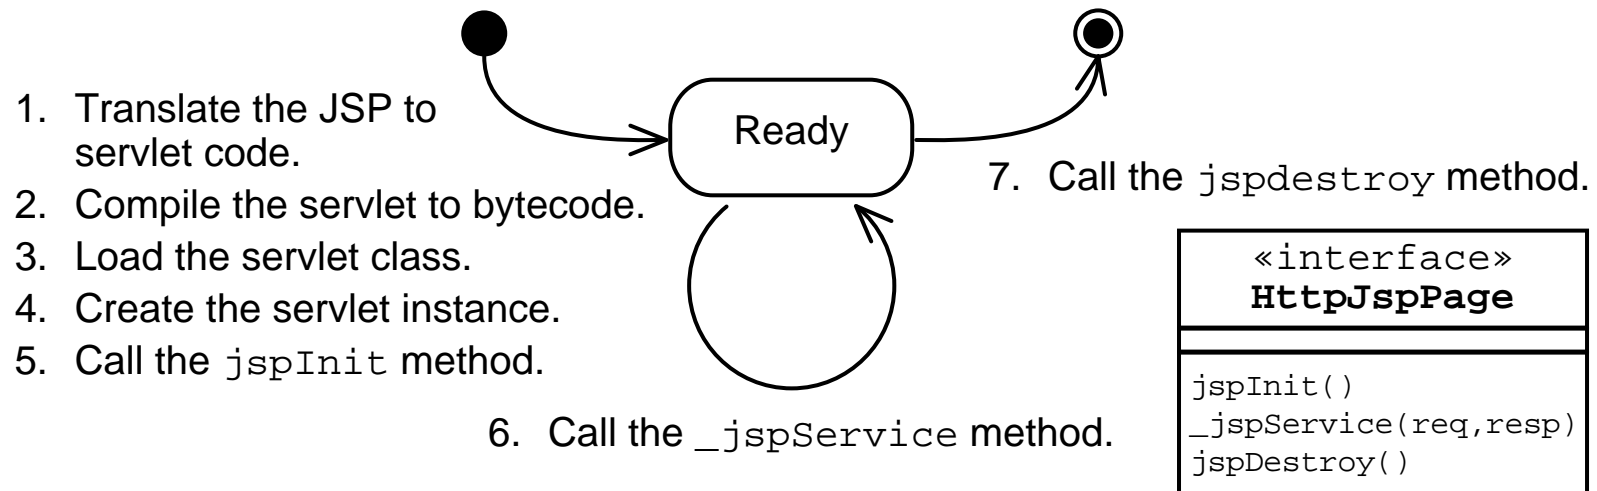 1. Translate the JSP to
servlet code.
2. Compile the servlet to bytecode.
3. Load the servlet class.
4. Create the servlet instance.
5. Call the jspInit method.
Ready
6. Call the _jspService method.
7. Call the jspdestroy method.
«interface»
HttpJspPage
jspInit()
_jspService(req,resp)
jspDestroy()